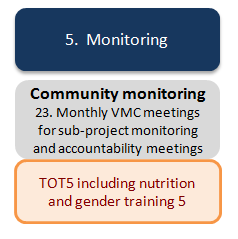 5. Monitoring
Community monitoring
23. Monthly VMC meetings
for sub-project monitoring
and accountability meetings
TOT5 including nutrition
and gender training 5